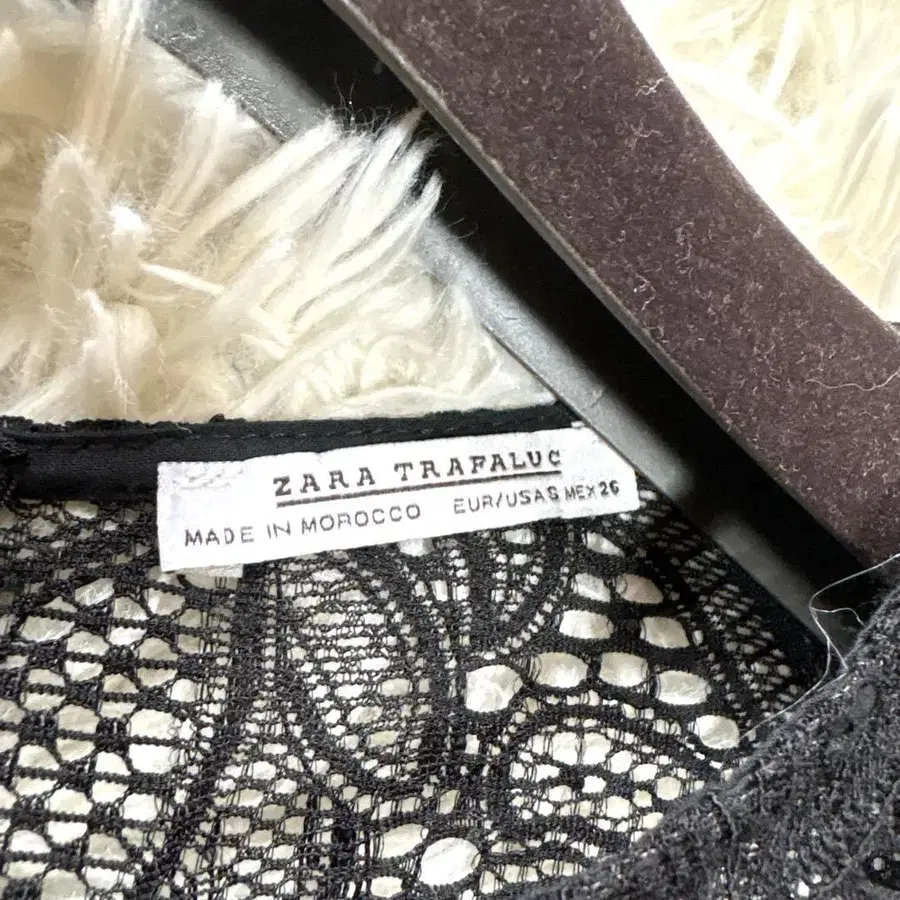 ZARA TRAFALUC
MADE IN MOROCCO EUR/USA S MEX 26